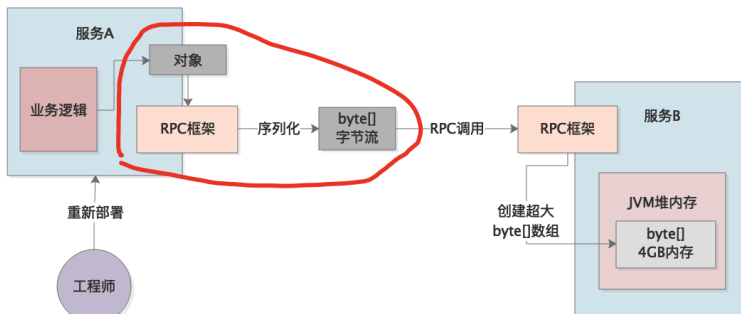 服务A
对象
业务逻辑
RPC框架
序列化
byte[]
字节流
RPC调用
RPC框架
服务B
重新部署
工程师
创建超大
byte[]数组
JVM堆内存
byte[]
4GB内存